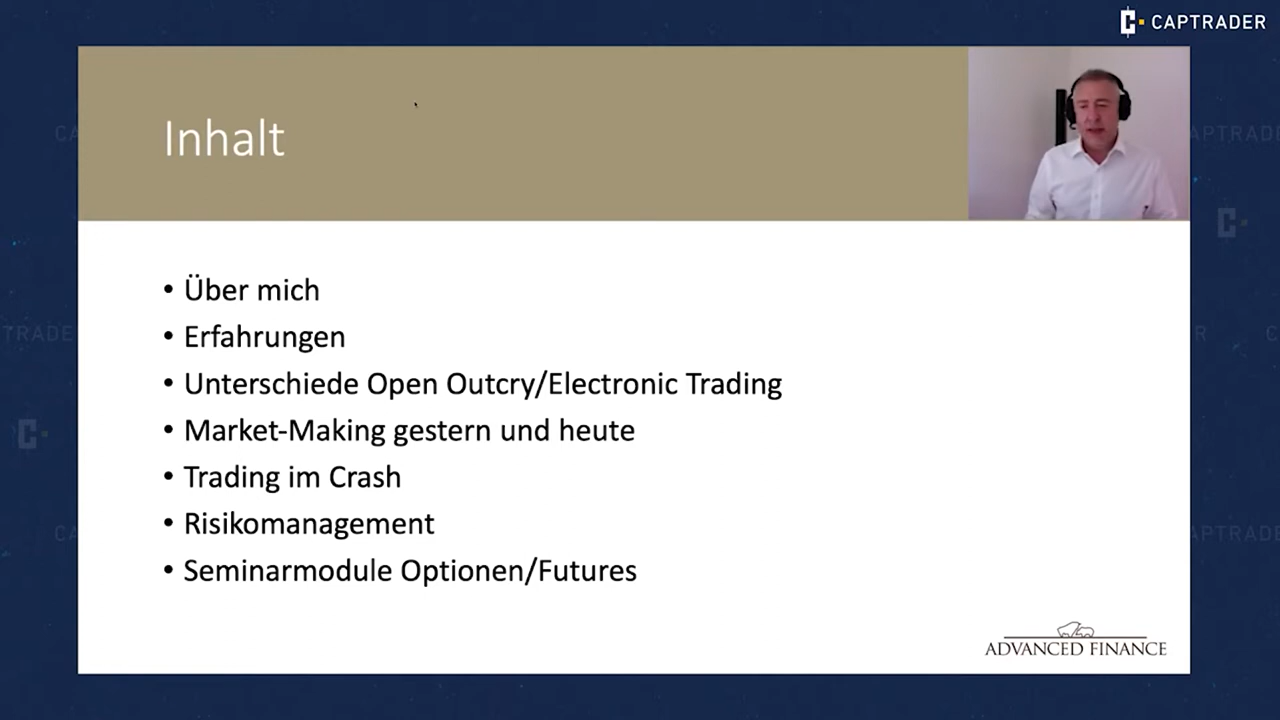 CAPTRADER
Inhalt
• Über mich
• Erfahrungen
• Unterschiede Open Outcry/Electronic Trading
• Market-Making gestern und heute
• Trading im Crash
• Risikomanagement
• Seminarmodule Optionen/Futures
ADVANCED FINANCE